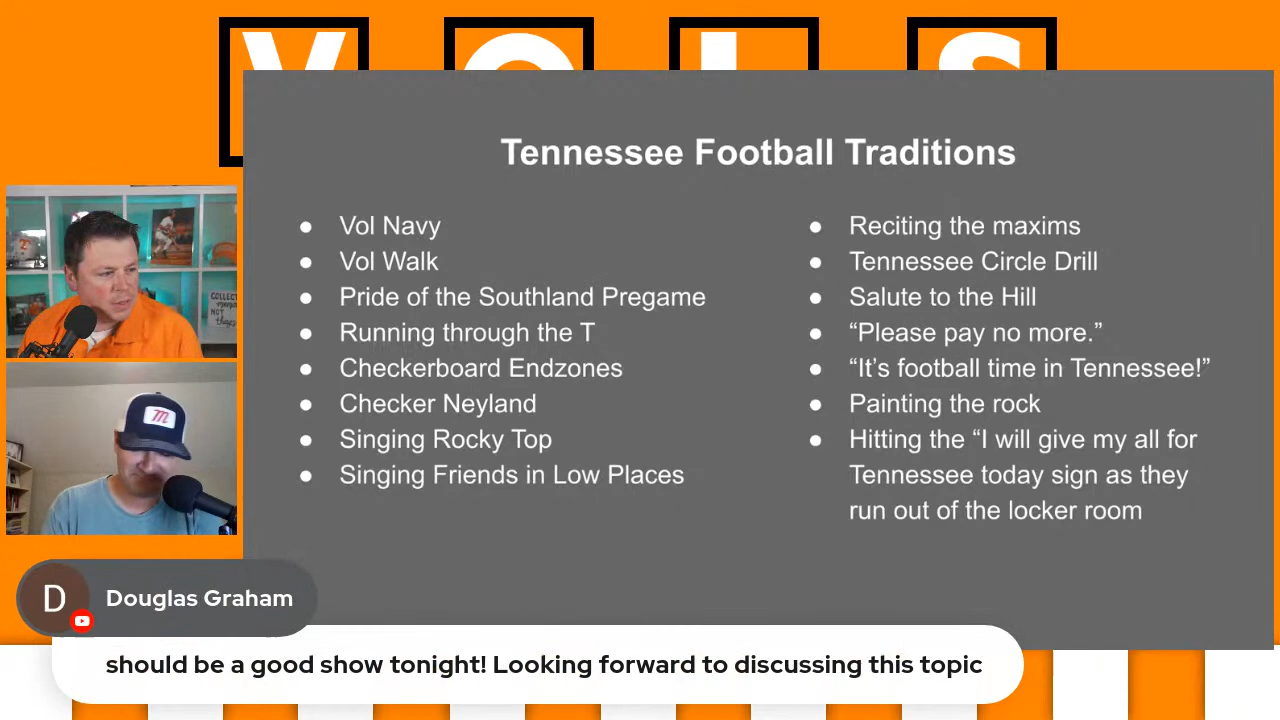 V O L S
Tennessee Football Traditions
● Vol Navy
● Vol Walk
● Pride of the Southland Pregame
● Running through the T
● Checkerboard Endzones
● Checker Neyland
● Singing Rocky Top
● Singing Friends in Low Places
● Reciting the maxims
● Tennessee Circle Drill
● Salute to the Hill
● “Please pay no more.”
● “It’s football time in Tennessee!”
● Painting the rock
● Hitting the “I will give my all for
Tennessee today sign as they
run out of the locker room
T
COLLECT
NOT
things
m
D
Douglas Graham
should be a good show tonight! Looking forward to discussing this topic